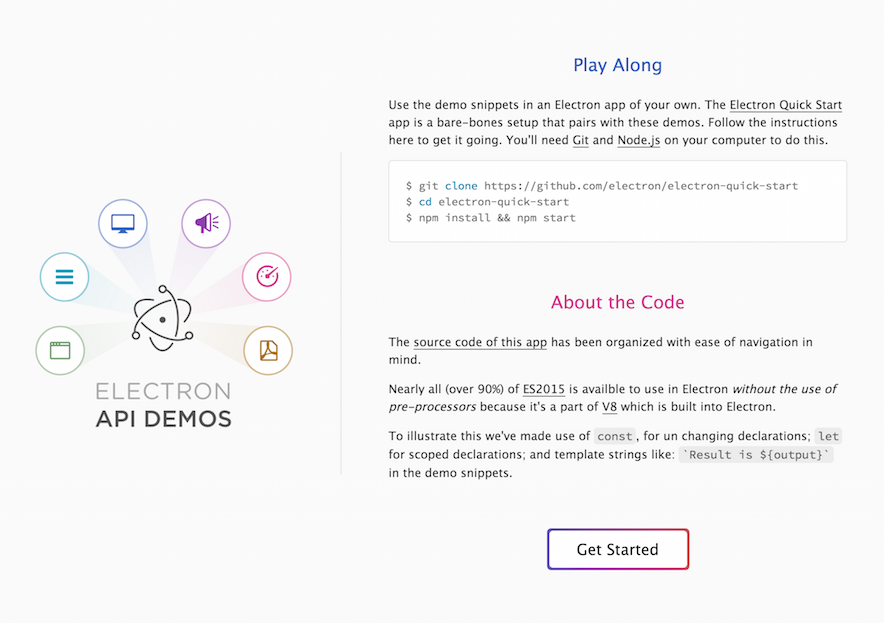 ELECTRON
API DEMOS
Play Along
Use the demo snippets in an Electron app of your own. The Electron Quick Start
app is a bare-bones setup that pairs with these demos. Follow the instructions
here to get it going. You'll need Git and Node.js on your computer to do this.
$ git clone https://github.com/electron/electron-quick-start
$ cd electron-quick-start
$ npm install && npm start
About the Code
The source code of this app has been organized with ease of navigation in
mind.
Nearly all (over 90%) of ES2015 is availble to use in Electron without the use of
pre-processors because it's a part of V8 which is built into Electron.
To illustrate this we've made use of const, for un changing declarations; let
for scoped declarations; and template strings like: `Result is ${output}`
in the demo snippets.
Get Started